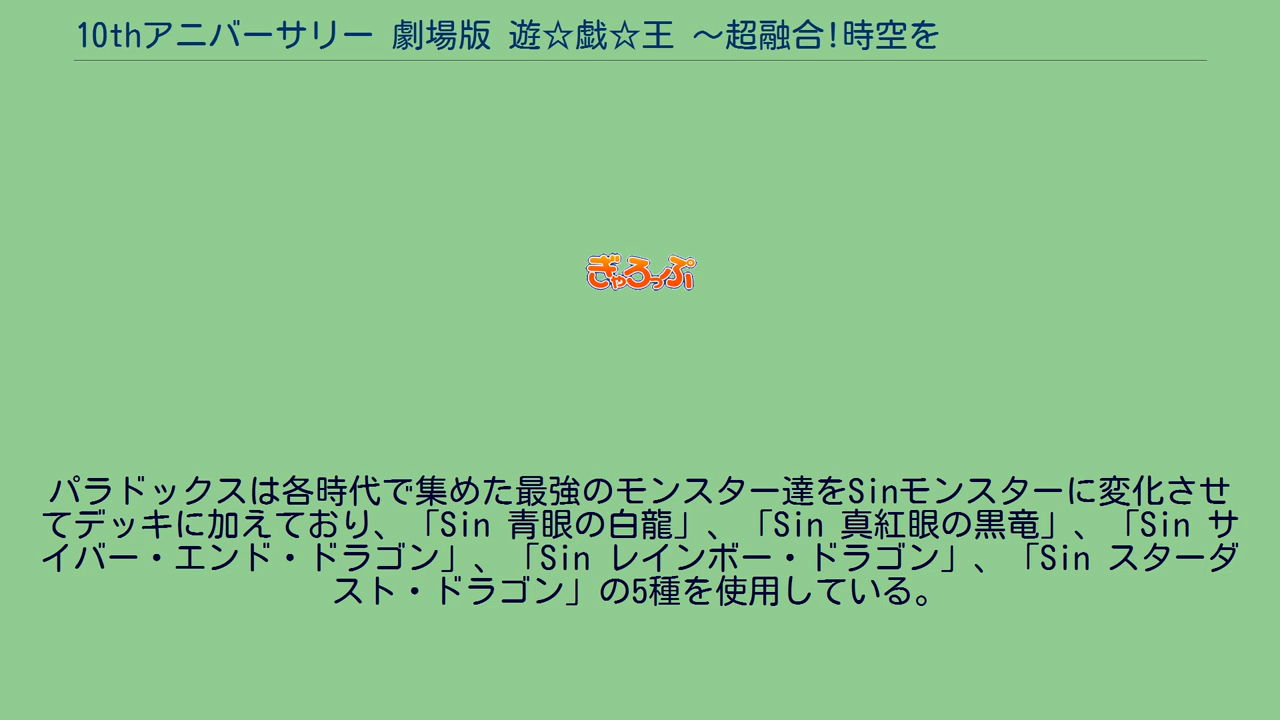 10thアニバーサリー 劇場版 遊☆戯☆王 ～超融合!時空を
ぎゃろっぷ
パラドックスは各時代で集めた最強のモンスター達をSinモンスターに変化させ
てデッキに加えており、「Sin 青眼の白龍」、「Sin 真紅眼の黒竜」、「Sin サ
イバー・エンド・ドラゴン」、「Sin レインボー・ドラゴン」、「Sin スターダ
スト・ドラゴン」の5種を使用している。